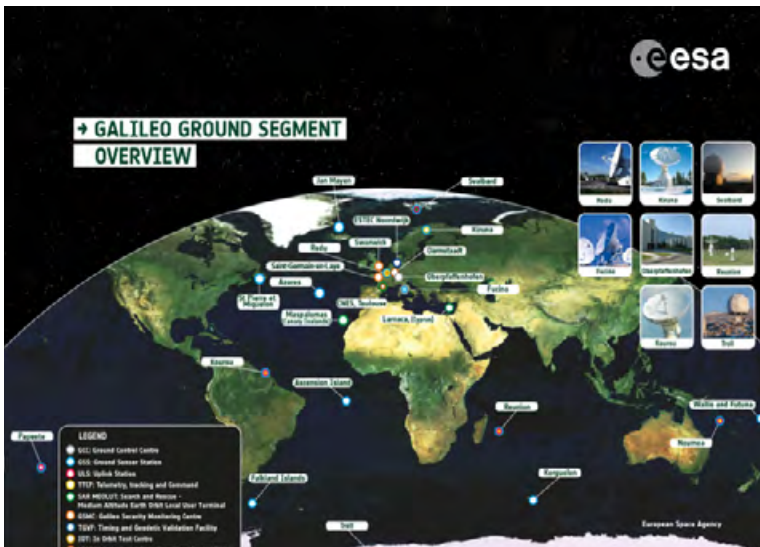 esa
→ GALILEO GROUND SEGMENT
OVERVIEW
Jan Mayen
Svalbard
ESTEC Noordwijk
Kiruna
Swanwick
Redu
Darmstadt
Saint-Germain-en-Laye
Oberpfaffenhofen
Azores
Fucino
St Pierre et
Miquelon
CNES, Toulouse
Maspalomas
(Canary Islands)
Larnaca, (Cyprus)
Kourou
Ascension Island
Reunion
Wallis and Futuna
Noumea
Papeete
Falkland Islands
Kerguelen
Troll
Redu
Kiruna
Svalbard
Fucino
Oberpfaffenhofen
Reunion
Kourou
Troll
LEGEND
GCC: Ground Control Centre
GSS: Ground Sensor Station
ULS: Uplink Station
TTCF: Telemetry, tracking and Command
SAR MEOLUT: Search and Rescue -
Medium Altitude Earth Orbit Local User Terminal
GSMC: Galileo Security Monitoring Centre
TGVF: Timing and Geodetic Validation Facility
IOT: In Orbit Test Centre
European Space Agency